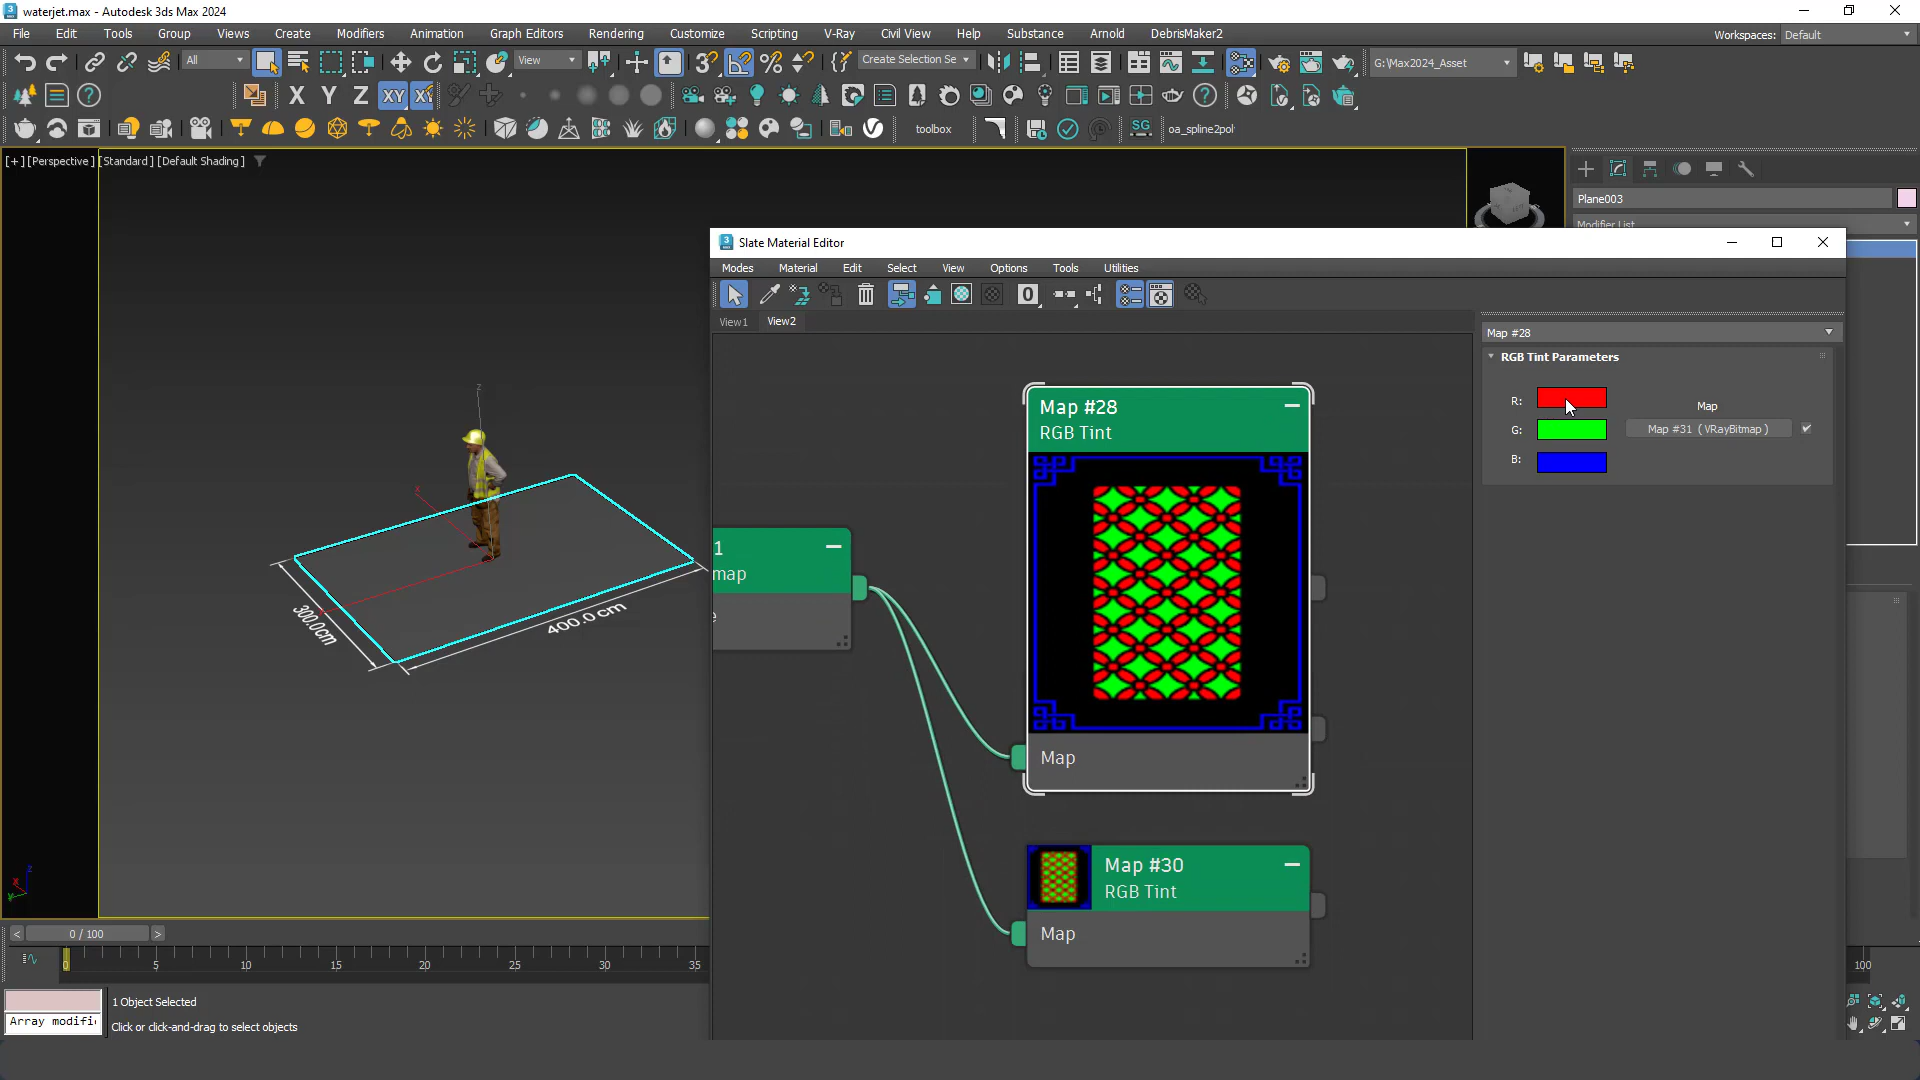 waterjet.max - Autodesk 3ds Max 2024
File Edit Tools Group Views Create Modifiers Animation Graph Editors Rendering Customize Scripting V-Ray Civil View Help Substance Arnold DebrisMaker2
Workspaces: Default
All View Create Selection Se G:\Max2024_Asset
X Y Z XY XY
toolbox SG oa_spline2pol
[+] [Perspective] [Standard] [Default Shading]
Plane003
Modifier List
Slate Material Editor
Modes Material Edit Select View Options Tools Utilities
View1 View2
Map #28
RGB Tint Parameters
R:
Map
G:
Map #31 ( VRayBitmap )
B:
Map #28
RGB Tint
Map
1
map
e
Map #30
RGB Tint
Map
300.0cm
400.0 cm
z
x
z
x
y
< 0 / 100 >
0 5 10 15 20 25 30 35 100
1 Object Selected
Array modifi
Click or click-and-drag to select objects